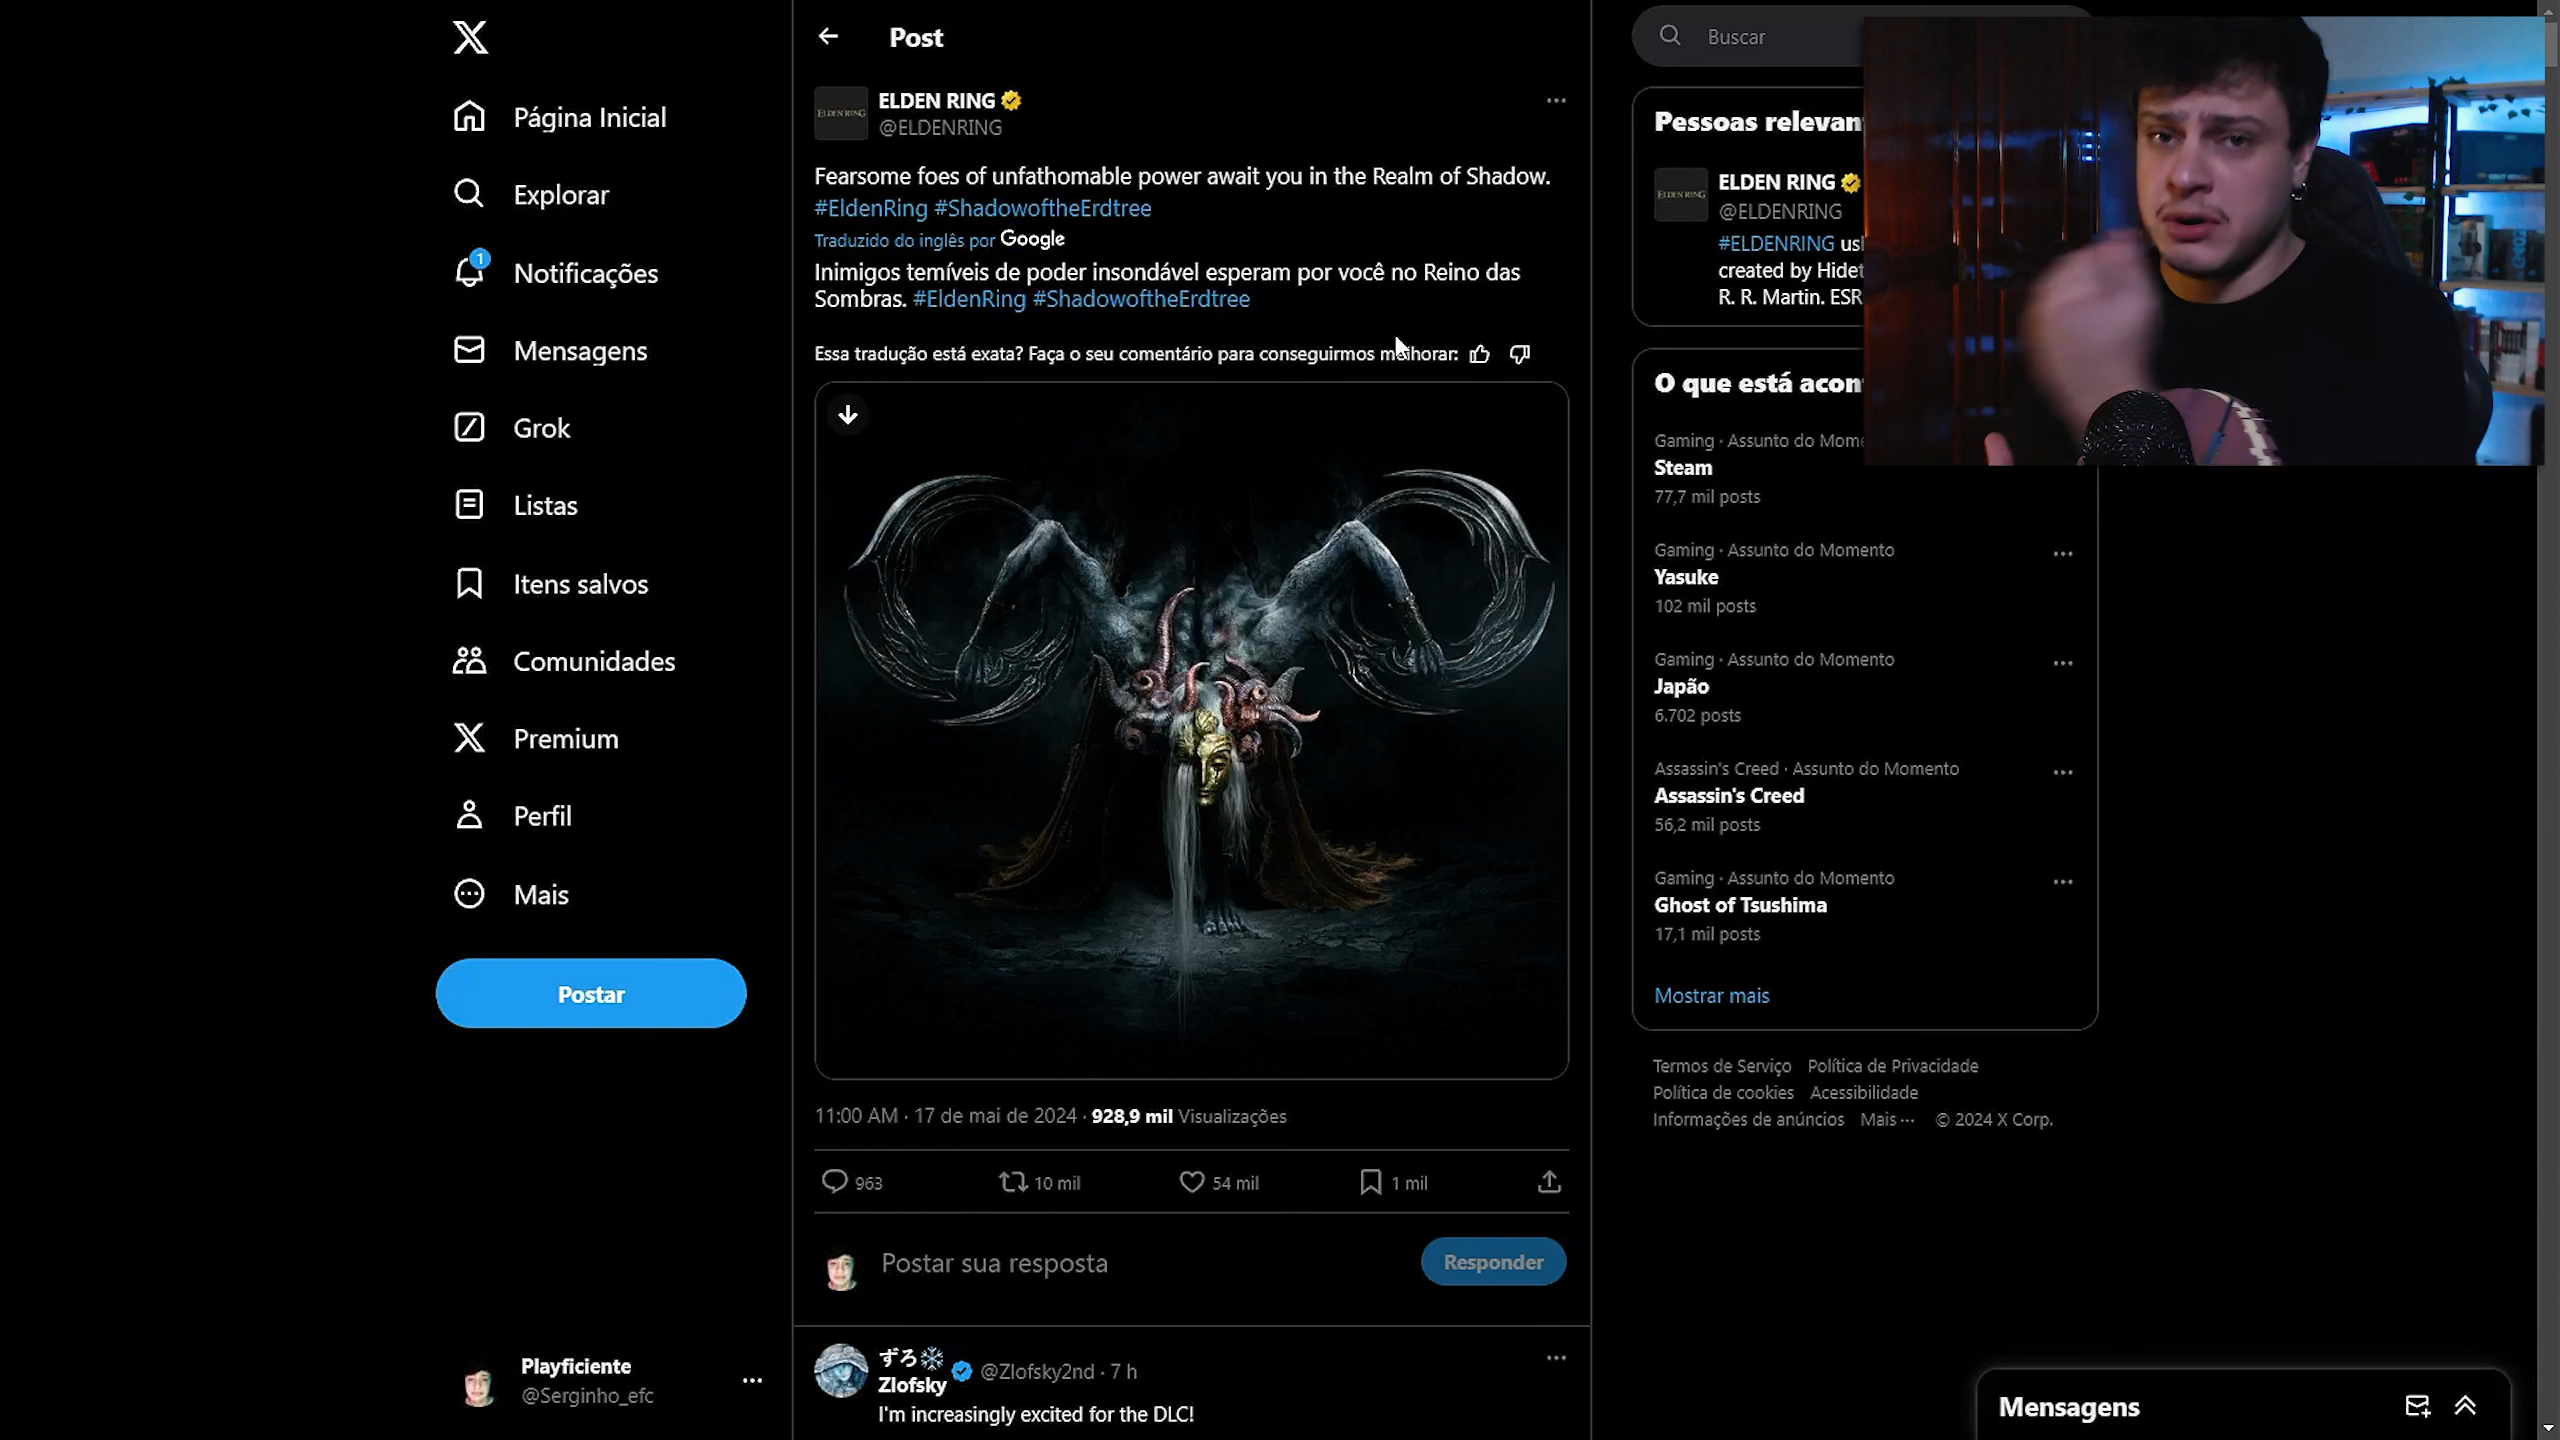 Página Inicial
Explorar
1
Notificações
Mensagens
Grok
Listas
Itens salvos
Comunidades
Premium
Perfil
Mais
Postar
Playficiente
@Serginho_efc
Post
ELDEN RING
ELDEN RING
@ELDENRING
Fearsome foes of unfathomable power await you in the Realm of Shadow.
#EldenRing #ShadowoftheErdtree
Traduzido do inglês por Google
Inimigos temíveis de poder insondável esperam por você no Reino das
Sombras. #EldenRing #ShadowoftheErdtree
Essa tradução está exata? Faça o seu comentário para conseguirmos melhorar:
11:00 AM · 17 de mai de 2024 · 928,9 mil Visualizações
963
10 mil
54 mil
1 mil
Postar sua resposta
Responder
ずろ❄️
Zlofsky @Zlofsky2nd · 7 h
I'm increasingly excited for the DLC!
Buscar
Pessoas relevan
ELDEN RING
ELDEN RING
@ELDENRING
#ELDENRING us
created by Hidet
R. R. Martin. ESR
O que está acon
Gaming · Assunto do Mome
Steam
77,7 mil posts
Gaming · Assunto do Momento
Yasuke
102 mil posts
Gaming · Assunto do Momento
Japão
6.702 posts
Assassin's Creed · Assunto do Momento
Assassin's Creed
56,2 mil posts
Gaming · Assunto do Momento
Ghost of Tsushima
17,1 mil posts
Mostrar mais
Termos de Serviço Política de Privacidade
Política de cookies Acessibilidade
Informações de anúncios Mais ··· © 2024 X Corp.
Mensagens